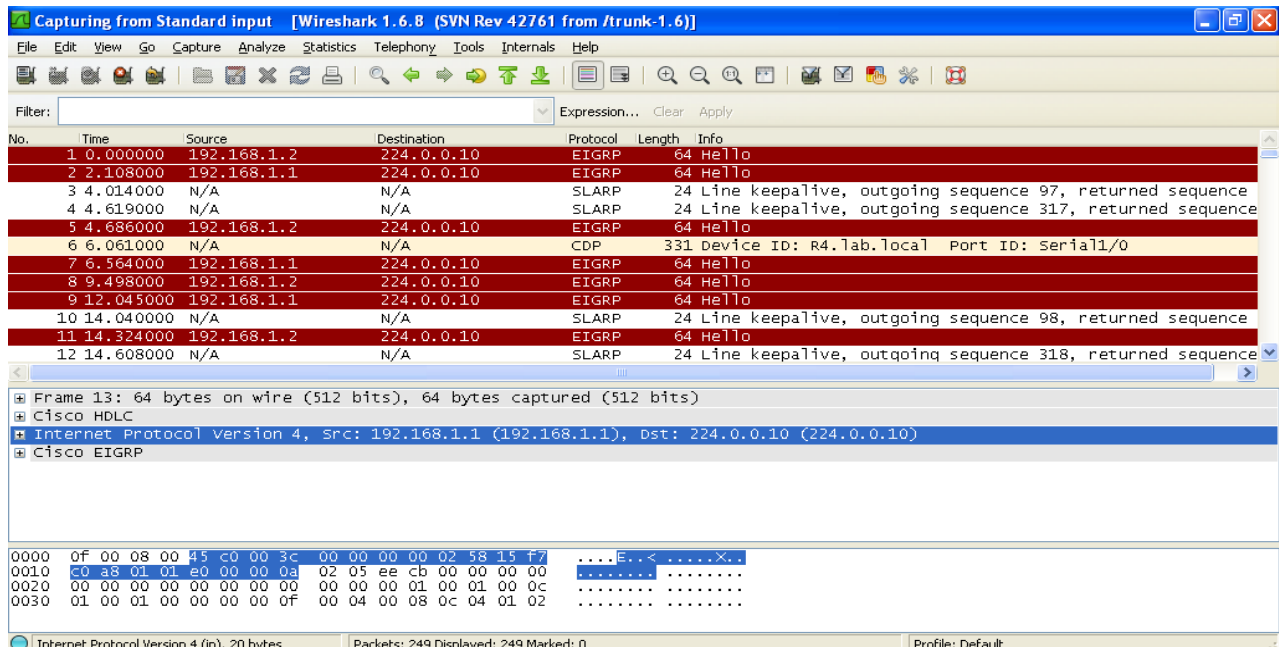 Capturing from Standard input [Wireshark 1.6.8 (SVN Rev 42761 from /trunk-1.6)]
File Edit View Go Capture Analyze Statistics Telephony Tools Internals Help
Filter: Expression... Clear Apply
No. Time Source Destination Protocol Length Info
1 0.000000 192.168.1.2 224.0.0.10 EIGRP 64 Hello
2 2.108000 192.168.1.1 224.0.0.10 EIGRP 64 Hello
3 4.014000 N/A N/A SLARP 24 Line keepalive, outgoing sequence 97, returned sequence
4 4.619000 N/A N/A SLARP 24 Line keepalive, outgoing sequence 317, returned sequence
5 4.686000 192.168.1.2 224.0.0.10 EIGRP 64 Hello
6 6.061000 N/A N/A CDP 331 Device ID: R4.lab.local Port ID: Serial1/0
7 6.564000 192.168.1.1 224.0.0.10 EIGRP 64 Hello
8 9.498000 192.168.1.2 224.0.0.10 EIGRP 64 Hello
9 12.045000 192.168.1.1 224.0.0.10 EIGRP 64 Hello
10 14.040000 N/A N/A SLARP 24 Line keepalive, outgoing sequence 98, returned sequence
11 14.324000 192.168.1.2 224.0.0.10 EIGRP 64 Hello
12 14.608000 N/A N/A SLARP 24 Line keepalive, outgoing sequence 318, returned sequence
Frame 13: 64 bytes on wire (512 bits), 64 bytes captured (512 bits)
Cisco HDLC
Internet Protocol Version 4, Src: 192.168.1.1 (192.168.1.1), Dst: 224.0.0.10 (224.0.0.10)
Cisco EIGRP
0000 0f 00 08 00 45 c0 00 3c 00 00 00 00 02 58 15 f7 ....E..< .....X..
0010 c0 a8 01 01 e0 00 00 0a 02 05 ee cb 00 00 00 00 ........ ........
0020 00 00 00 00 00 00 00 00 00 00 00 01 00 01 00 0c ........ ........
0030 01 00 01 00 00 00 00 0f 00 04 00 08 0c 04 01 02 ........ ........
Internet Protocol Version 4 (ip), 20 bytes Packets: 249 Displayed: 249 Marked: 0 Profile: Default